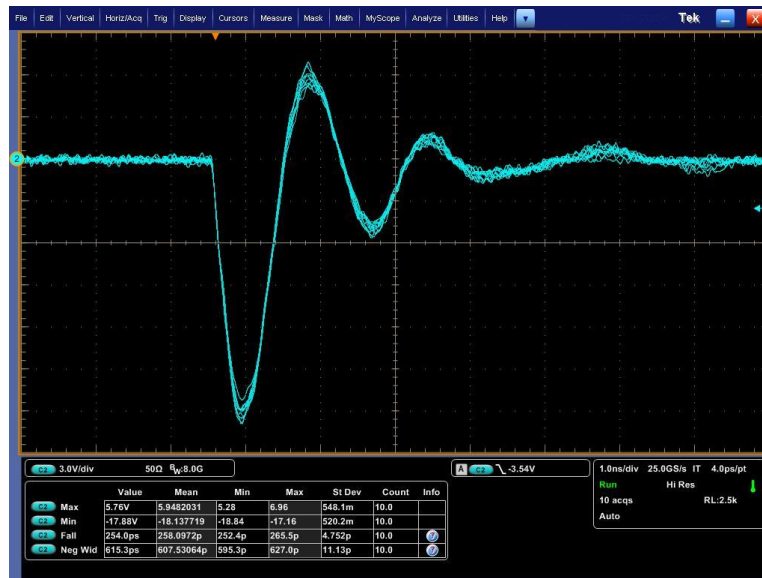 File Edit Vertical Horiz/Acq Trig Display Cursors Measure Mask Math MyScope Analyze Utilities Help Tek X
2
C2 3.0V/div 50Ω BW:8.0G
A C2 -3.54V
1.0ns/div 25.0GS/s IT 4.0ps/pt
Run Hi Res
10 acqs RL:2.5k
Auto
Value Mean Min Max St Dev Count Info
C2 Max 5.76V 5.9482031 5.28 6.96 548.1m 10.0
C2 Min -17.88V -18.137719 -18.84 -17.16 520.2m 10.0
C2 Fall 254.0ps 258.0972p 252.4p 265.5p 4.752p 10.0
C2 Neg Wid 615.3ps 607.53064p 595.3p 627.0p 11.13p 10.0